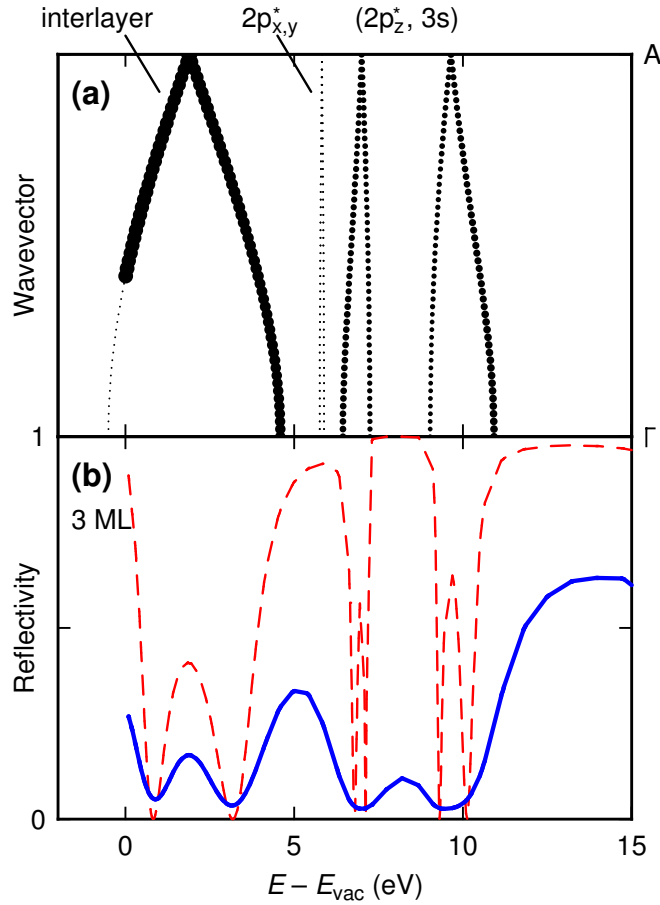 interlayer 2p*x,y (2p*z, 3s)
A
(a)
Wavevector
1 Γ
(b)
3 ML
Reflectivity
0
0 5 10 15
E – Evac (eV)